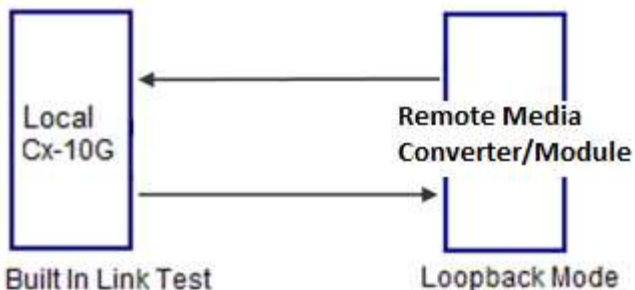 Local
Cx-10G
Remote Media
Converter/Module
Built In Link Test
Loopback Mode